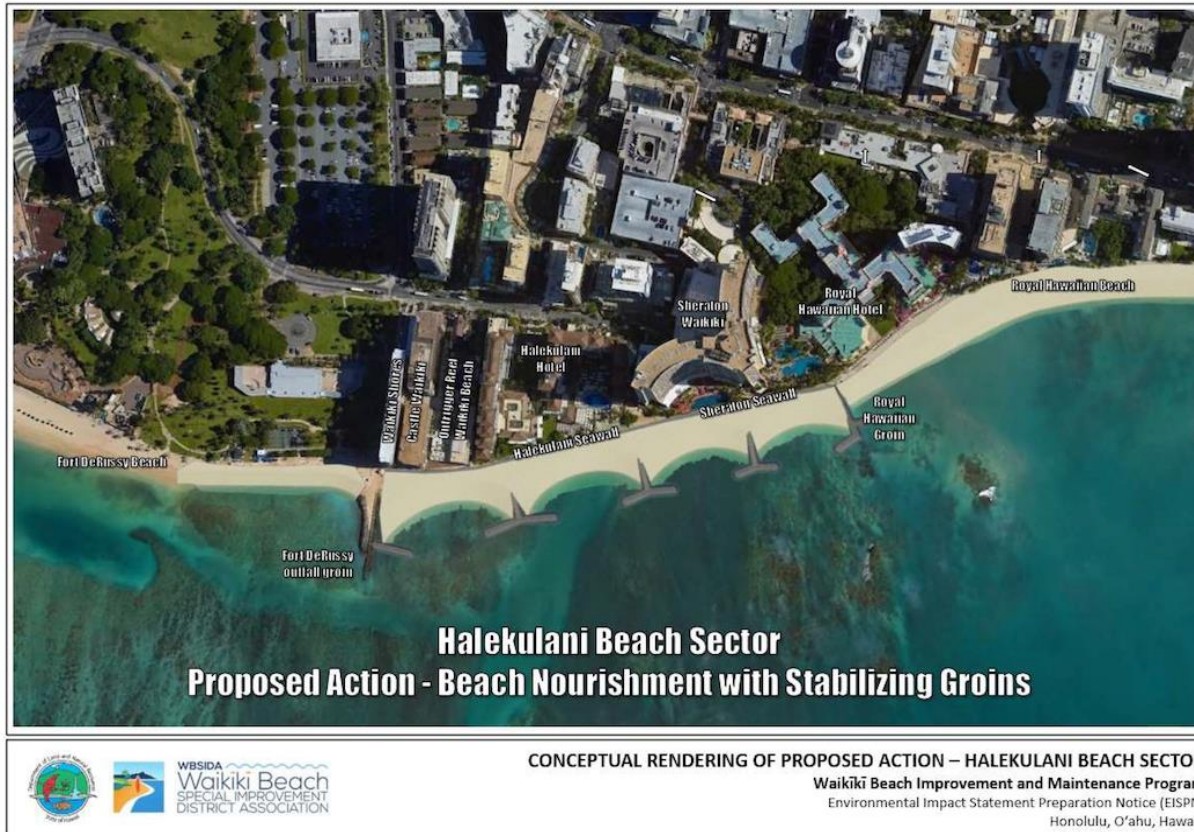 Sheraton
Waikiki
Royal
Hawaiian Hotel
Royal Hawaiian Beach
Waikiki Shores
Castle Waikiki
Outrigger Reef
Waikiki Beach
Halekulani
Hotel
Halekulani Seawall
Sheraton Seawall
Royal
Hawaiian
Groin
Fort DeRussy Beach
Fort DeRussy
outfall groin
Halekulani Beach Sector
Proposed Action - Beach Nourishment with Stabilizing Groins
WBSIDA
Waikiki Beach
SPECIAL IMPROVEMENT
DISTRICT ASSOCIATION
CONCEPTUAL RENDERING OF PROPOSED ACTION – HALEKULANI BEACH SECTO
Waikīkī Beach Improvement and Maintenance Progra
Environmental Impact Statement Preparation Notice (EISP
Honolulu, O‘ahu, Hawa